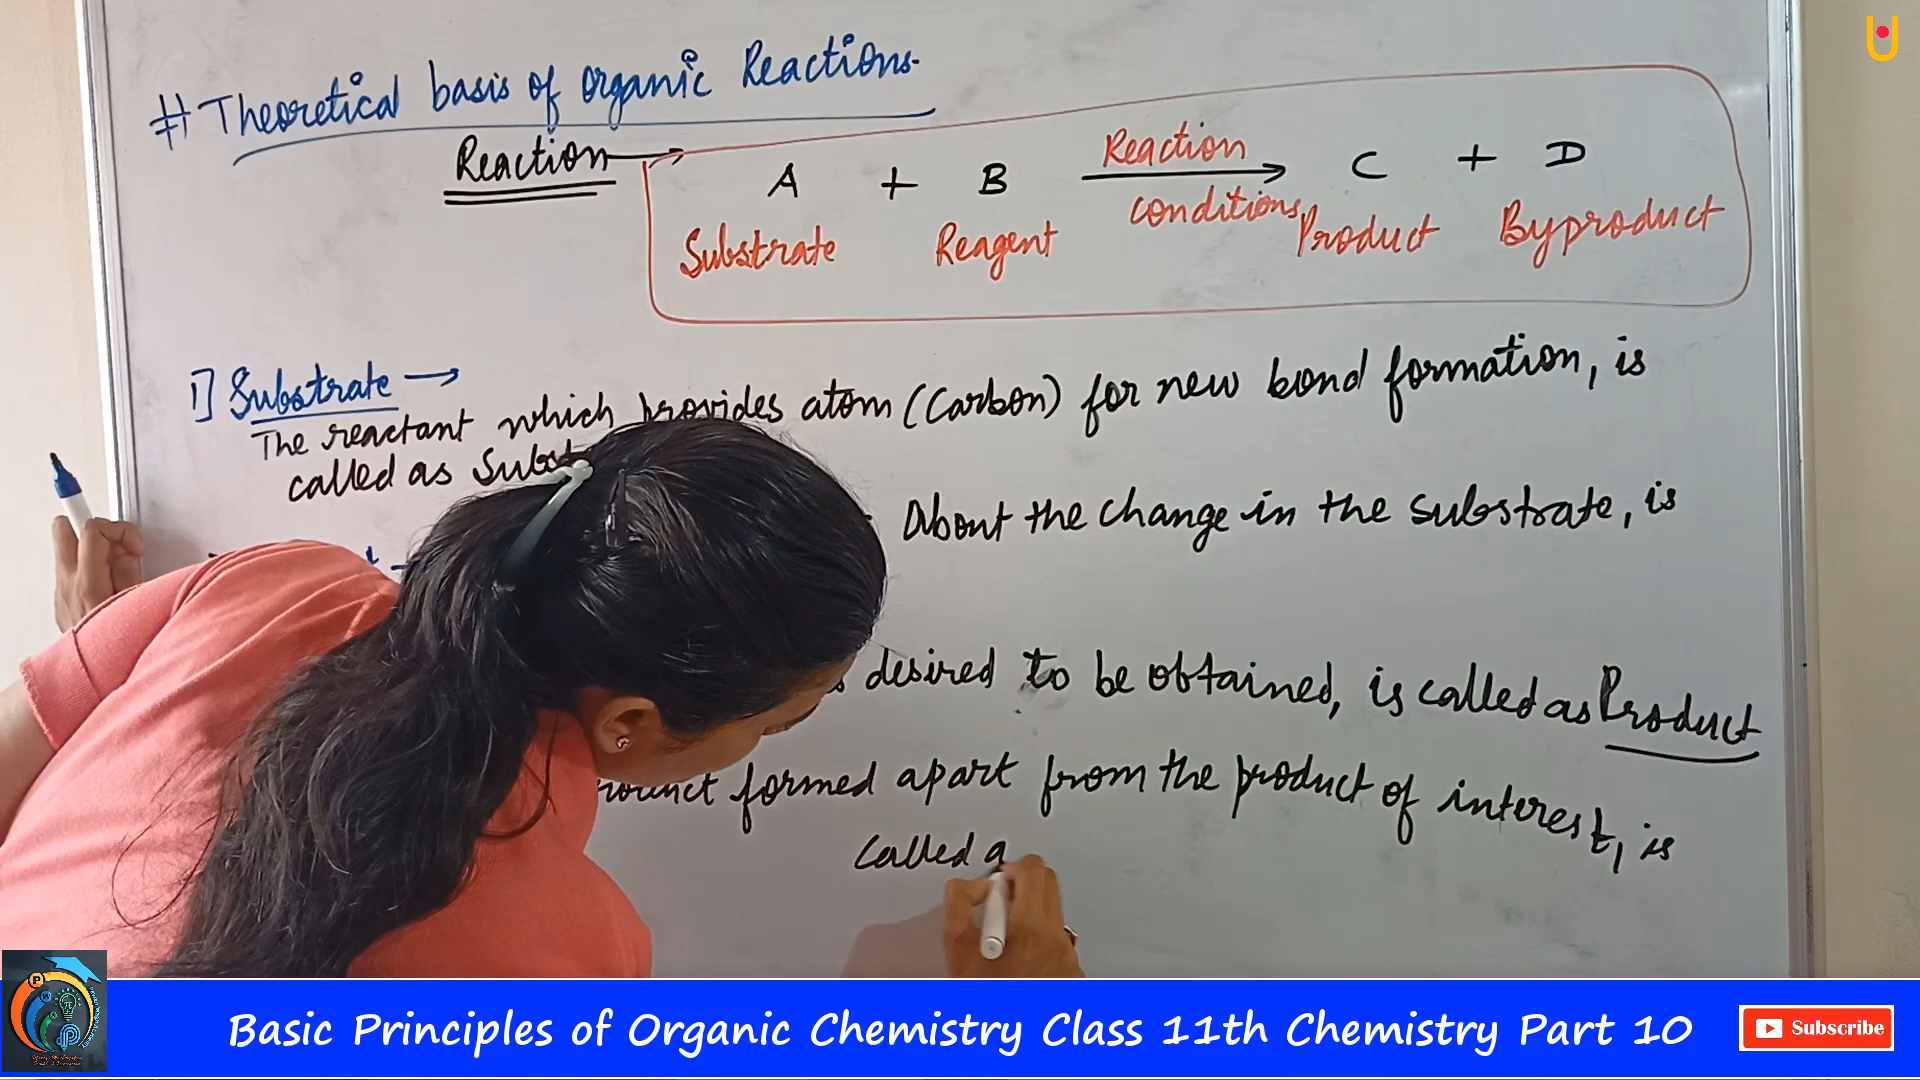 # Theoretical basis of organic Reactions.
Reaction → A + B Reaction conditions → C + D
Substrate Reagent Product Byproduct
1] Substrate →
The reactant which provides atom (carbon) for new bond formation, is
called as
About the change in the substrate, is
desired to be obtained, is called as Product
formed apart from the product of interest, is
called a
Basic Principles of Organic Chemistry Class 11th Chemistry Part 10
Subscribe